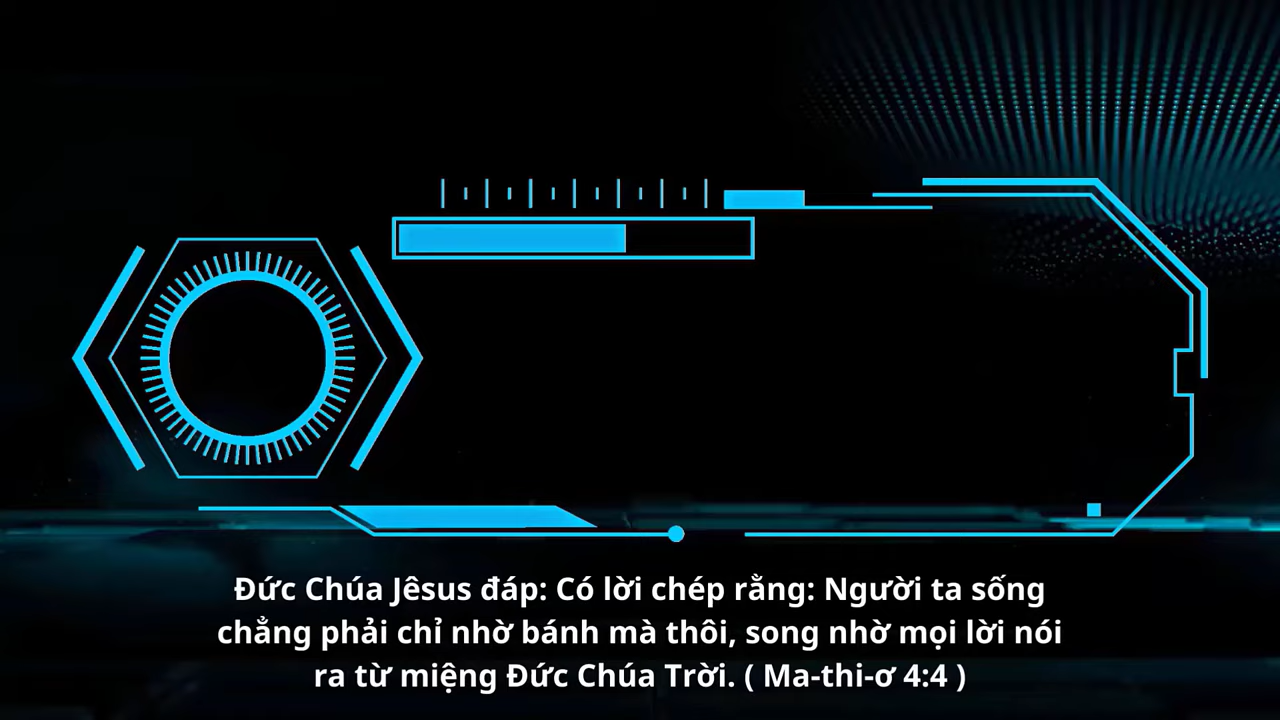 Đức Chúa Jêsus đáp: Có lời chép rằng: Người ta sống
chẳng phải chỉ nhờ bánh mà thôi, song nhờ mọi lời nói
ra từ miệng Đức Chúa Trời. ( Ma-thi-ơ 4:4 )